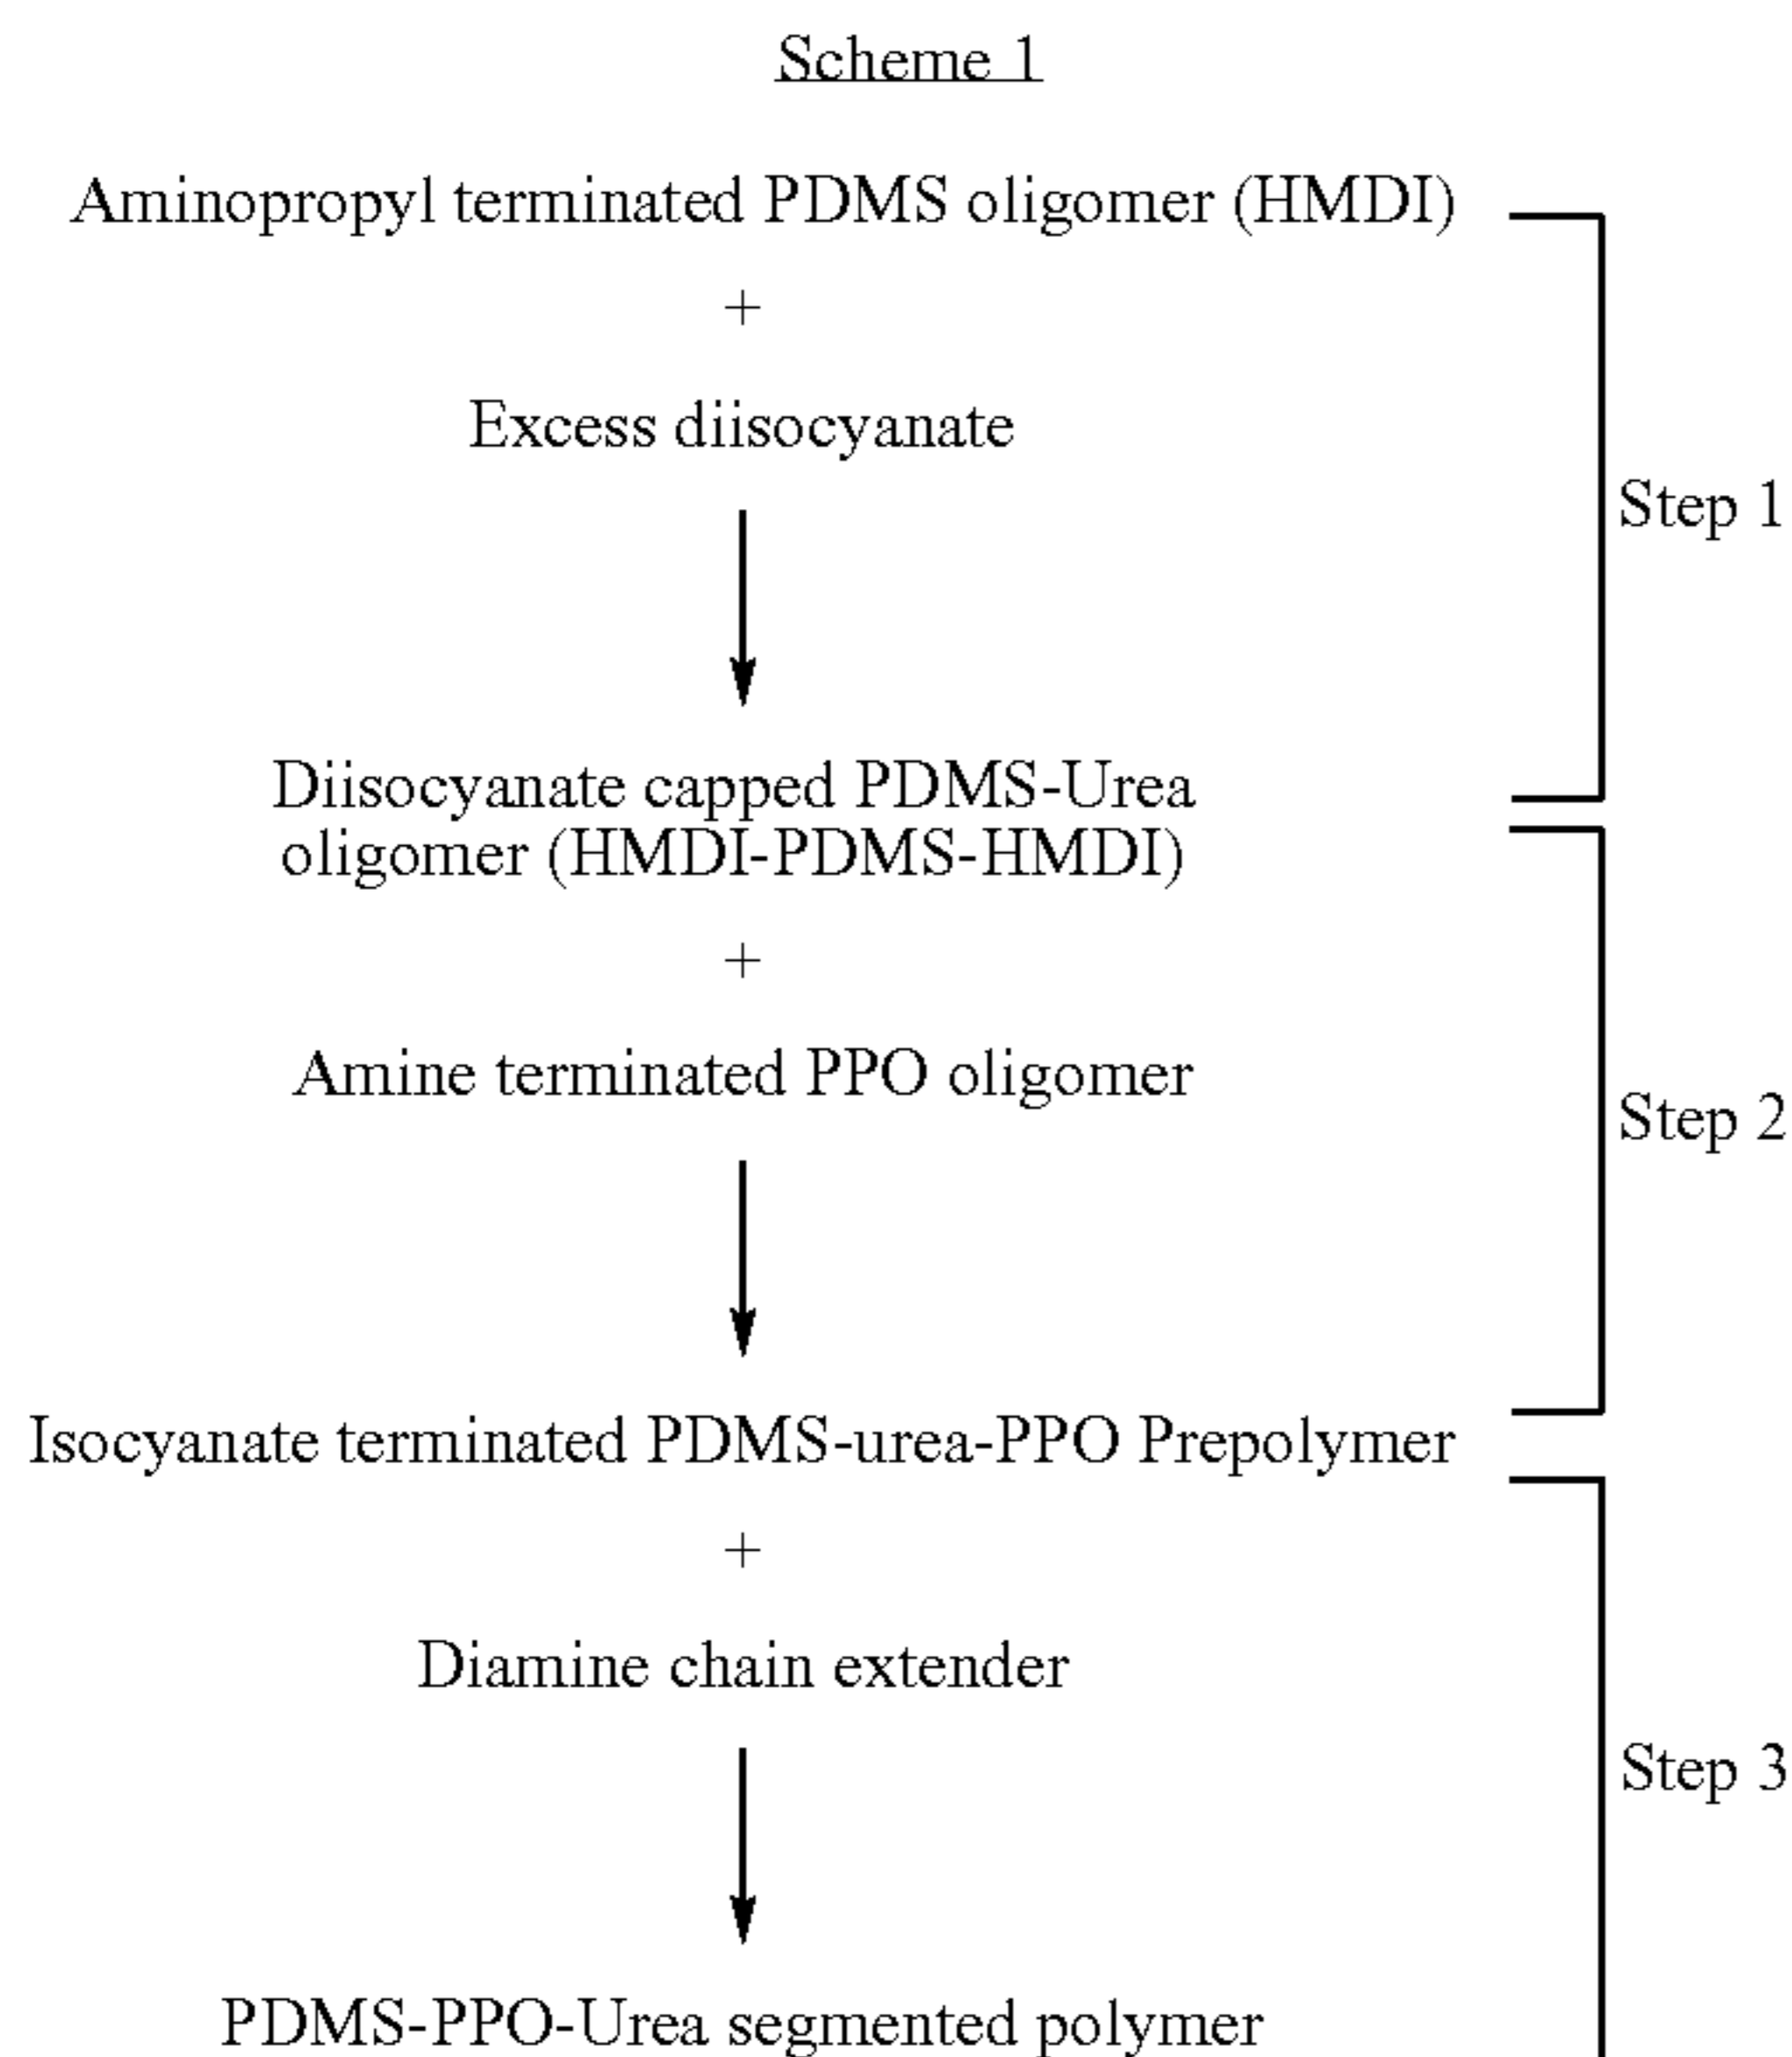 Scheme 1
Aminopropyl terminated PDMS oligomer (HMDI)
+
Excess diisocyanate
Step 1
Diisocyanate capped PDMS-Urea
oligomer (HMDI-PDMS-HMDI)
+
Amine terminated PPO oligomer
Step 2
Isocyanate terminated PDMS-urea-PPO Prepolymer
+
Diamine chain extender
Step 3
PDMS-PPO-Urea segmented polymer